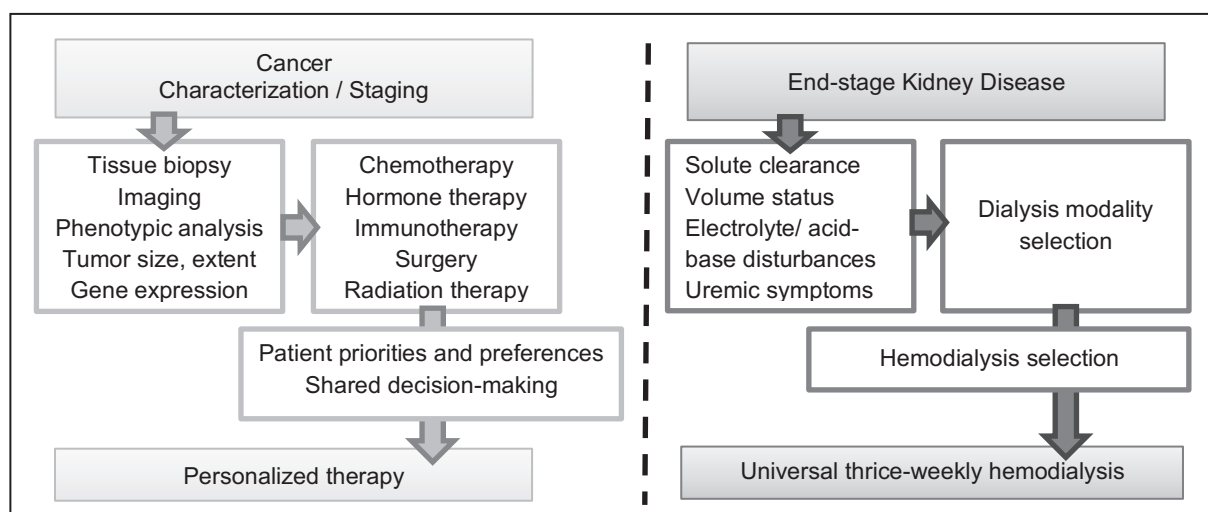 Cancer
Characterization / Staging
Tissue biopsy
Imaging
Phenotypic analysis
Tumor size, extent
Gene expression
Chemotherapy
Hormone therapy
Immunotherapy
Surgery
Radiation therapy
Patient priorities and preferences
Shared decision-making
Personalized therapy
End-stage Kidney Disease
Solute clearance
Volume status
Electrolyte/ acid-
base disturbances
Uremic symptoms
Dialysis modality
selection
Hemodialysis selection
Universal thrice-weekly hemodialysis